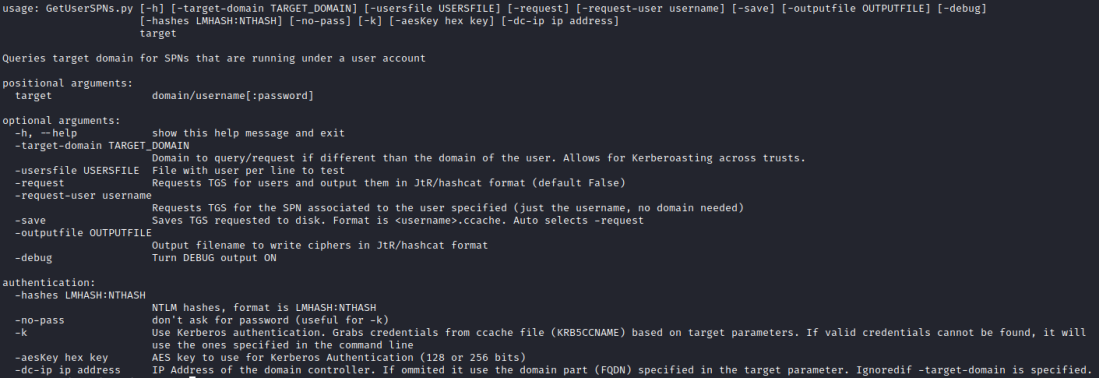 usage: GetUserSPNs.py [-h] [-target-domain TARGET_DOMAIN] [-usersfile USERSFILE] [-request] [-request-user username] [-save] [-outputfile OUTPUTFILE] [-debug]
[-hashes LMHASH:NTHASH] [-no-pass] [-k] [-aesKey hex key] [-dc-ip ip address]
target
Queries target domain for SPNs that are running under a user account
positional arguments:
target domain/username[:password]
optional arguments:
-h, --help show this help message and exit
-target-domain TARGET_DOMAIN
Domain to query/request if different than the domain of the user. Allows for Kerberoasting across trusts.
-usersfile USERSFILE File with user per line to test
-request Requests TGS for users and output them in JtR/hashcat format (default False)
-request-user username
Requests TGS for the SPN associated to the user specified (just the username, no domain needed)
-save Saves TGS requested to disk. Format is <username>.ccache. Auto selects -request
-outputfile OUTPUTFILE
Output filename to write ciphers in JtR/hashcat format
-debug Turn DEBUG output ON
authentication:
-hashes LMHASH:NTHASH
NTLM hashes, format is LMHASH:NTHASH
-no-pass don't ask for password (useful for -k)
-k Use Kerberos authentication. Grabs credentials from ccache file (KRB5CCNAME) based on target parameters. If valid credentials cannot be found, it will
use the ones specified in the command line
-aesKey hex key AES key to use for Kerberos Authentication (128 or 256 bits)
-dc-ip ip address IP Address of the domain controller. If ommited it use the domain part (FQDN) specified in the target parameter. Ignoredif -target-domain is specified.